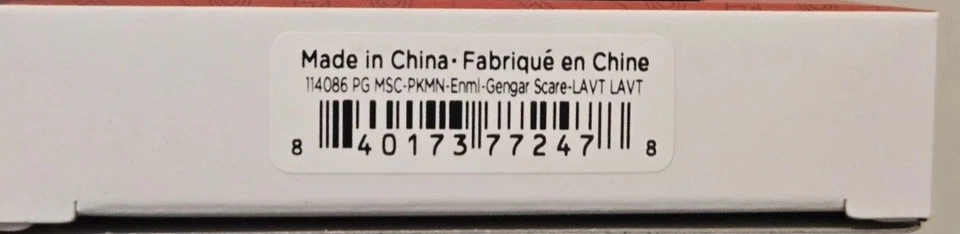 Made in China · Fabriqué en Chine
114086 PG MSC-PKMN-Enml-Gengar Scare-LAVT LAVT
8 40173 77247 8